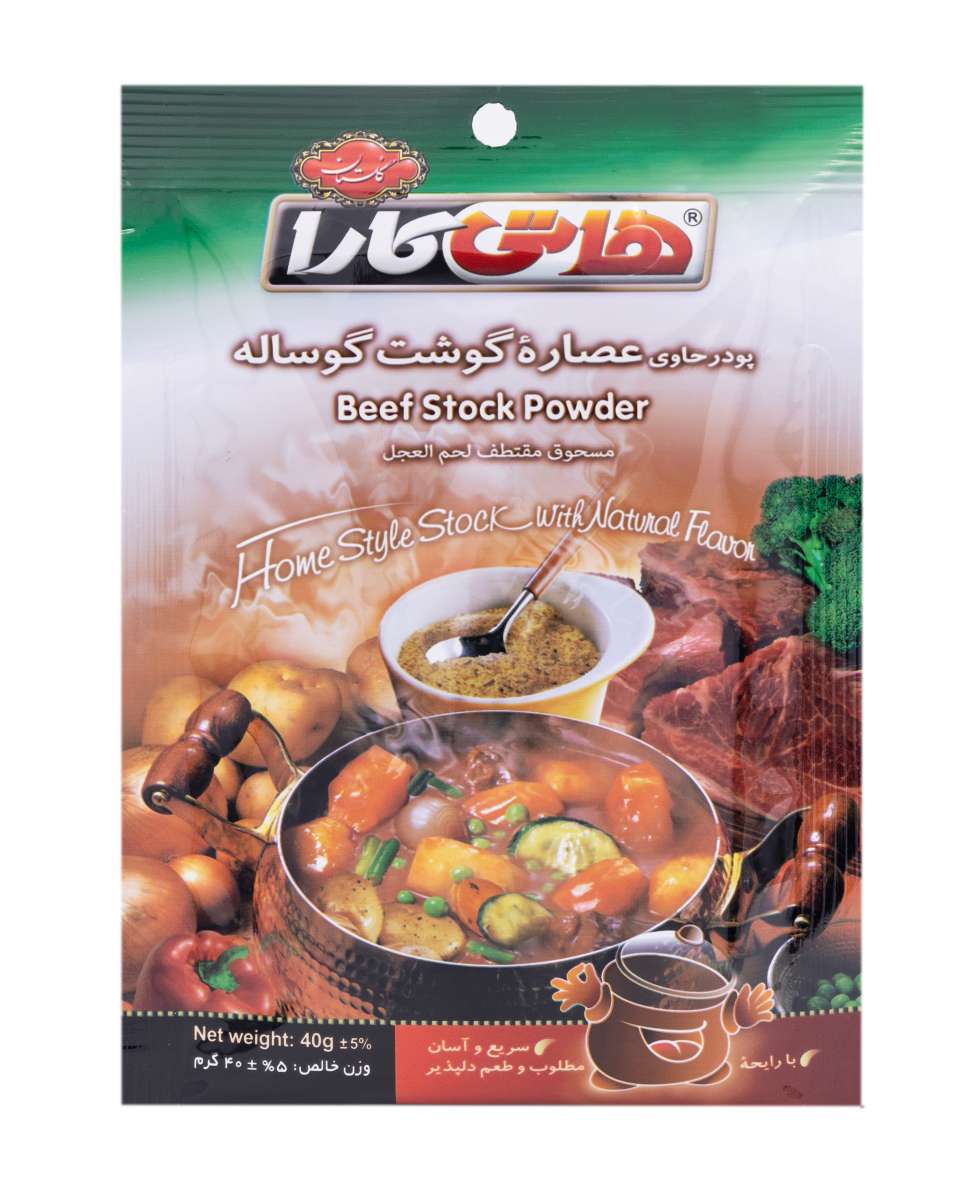 گلستان
هاتی کارا ®
پودر حاوی عصارهٔ گوشت گوساله
Beef Stock Powder
مسحوق مقتطف لحم العجل
Home Style Stock with Natural Flavor
Net weight: 40g ±5%
وزن خالص: ۵% ± ۴۰ گرم
سریع و آسان
با رایحهٔ مطلوب و طعم دلپذیر